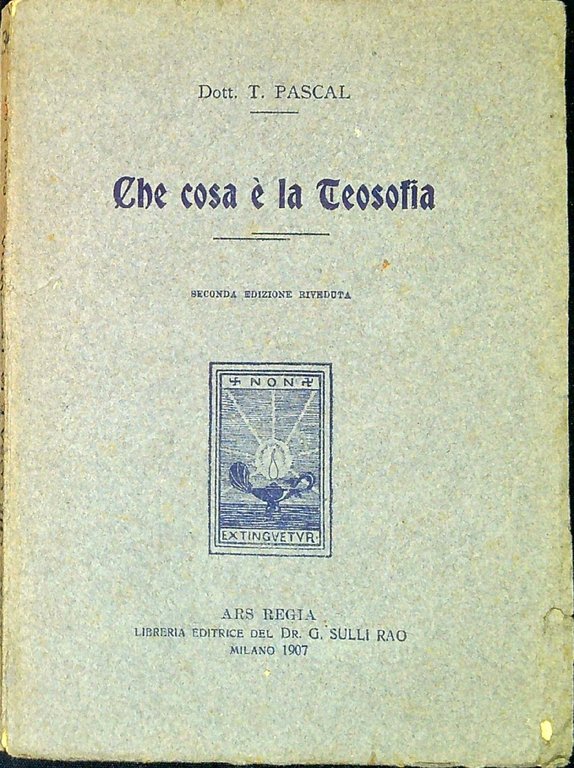 Dott. T. PASCAL
Che cosa è la Teosofia
SECONDA EDIZIONE RIVEDUTA
NON
EXTINGVETVR
ARS REGIA
LIBRERIA EDITRICE DEL DR. G. SULLI RAO
MILANO 1907